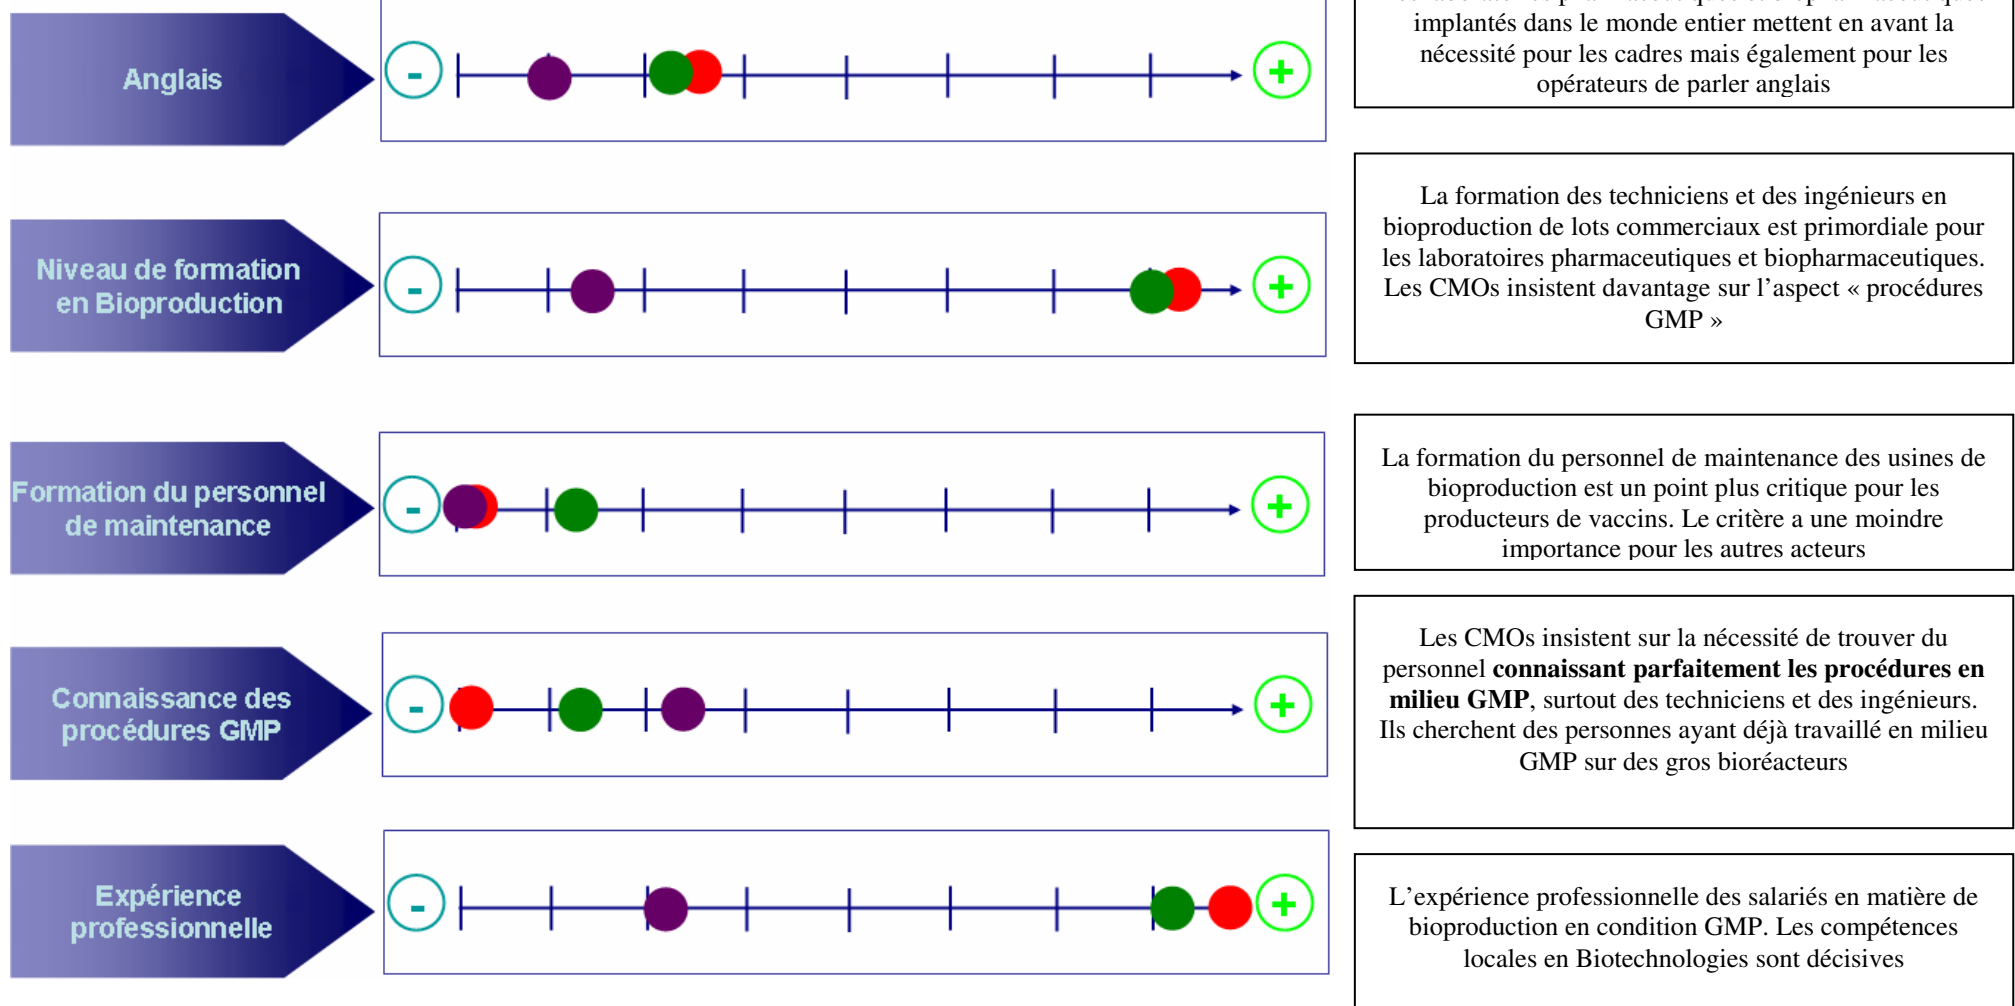 Anglais
-
+
implantés dans le monde entier mettent en avant la
nécessité pour les cadres mais également pour les
opérateurs de parler anglais
Niveau de formation
en Bioproduction
-
+
La formation des techniciens et des ingénieurs en
bioproduction de lots commerciaux est primordiale pour
les laboratoires pharmaceutiques et biopharmaceutiques.
Les CMOs insistent davantage sur l’aspect « procédures
GMP »
Formation du personnel
de maintenance
-
+
La formation du personnel de maintenance des usines de
bioproduction est un point plus critique pour les
producteurs de vaccins. Le critère a une moindre
importance pour les autres acteurs
Connaissance des
procédures GMP
-
+
Les CMOs insistent sur la nécessité de trouver du
personnel connaissant parfaitement les procédures en
milieu GMP, surtout des techniciens et des ingénieurs.
Ils cherchent des personnes ayant déjà travaillé en milieu
GMP sur des gros bioréacteurs
Expérience
professionnelle
-
+
L’expérience professionnelle des salariés en matière de
bioproduction en condition GMP. Les compétences
locales en Biotechnologies sont décisives